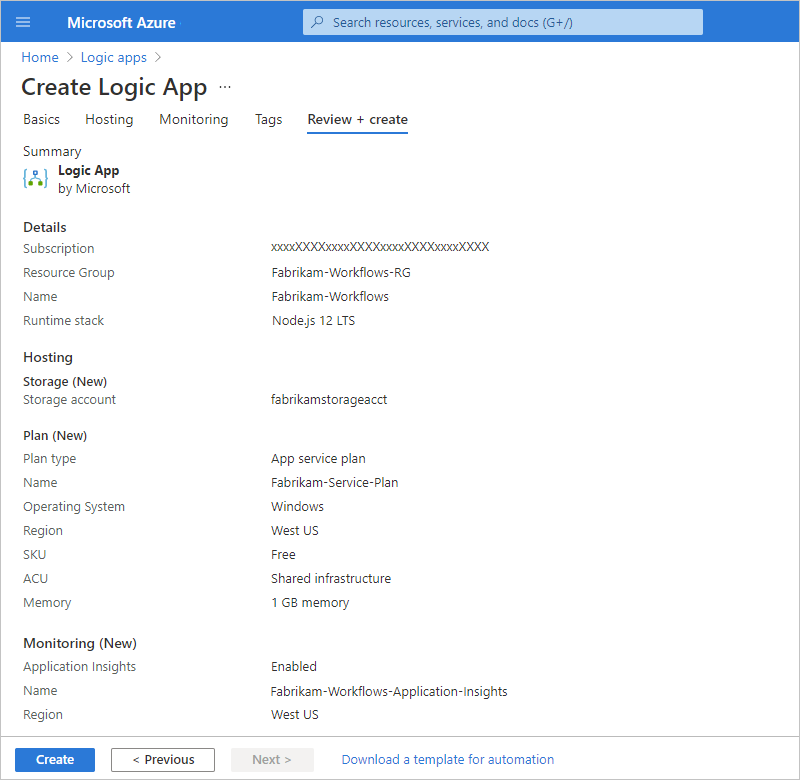 Microsoft Azure
Search resources, services, and docs (G+/)
Home > Logic apps >
Create Logic App ...
Basics Hosting Monitoring Tags Review + create
Summary
Logic App
by Microsoft
Details
Subscription xxxxXXXXxxxxXXXXxxxxXXXXxxxxXXXX
Resource Group Fabrikam-Workflows-RG
Name Fabrikam-Workflows
Runtime stack Node.js 12 LTS
Hosting
Storage (New)
Storage account fabrikamstorageacct
Plan (New)
Plan type App service plan
Name Fabrikam-Service-Plan
Operating System Windows
Region West US
SKU Free
ACU Shared infrastructure
Memory 1 GB memory
Monitoring (New)
Application Insights Enabled
Name Fabrikam-Workflows-Application-Insights
Region West US
Create < Previous Next > Download a template for automation